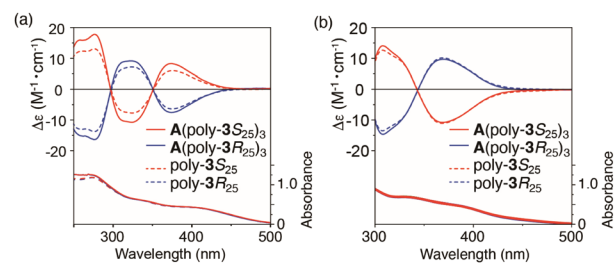 (a)
20
10
0
-10
-20
Δε (M⁻¹・cm⁻¹)
A(poly-3S₂₅)₃
A(poly-3R₂₅)₃
poly-3S₂₅
poly-3R₂₅
1.0
0
Absorbance
300 400 500
Wavelength (nm)
(b)
20
10
0
-10
-20
Δε (M⁻¹・cm⁻¹)
A(poly-3S₂₅)₃
A(poly-3R₂₅)₃
poly-3S₂₅
poly-3R₂₅
1.0
0
Absorbance
300 350 400 450 500
Wavelength (nm)